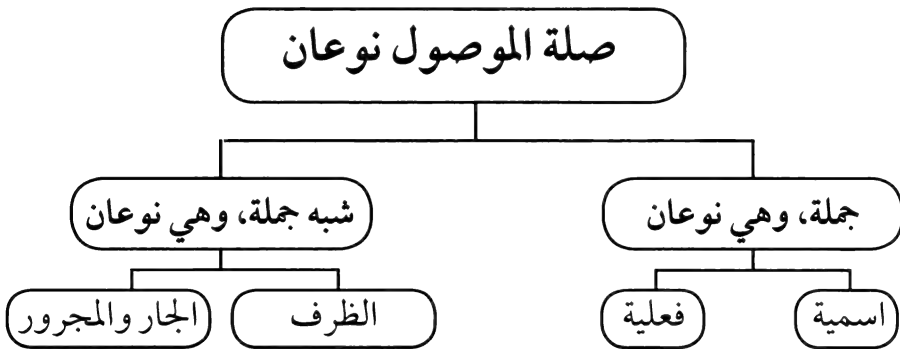 صلة الموصول نوعان
جملة، وهي نوعان
شبه جملة، وهي نوعان
اسمية
فعلية
الظرف
الجار والمجرور